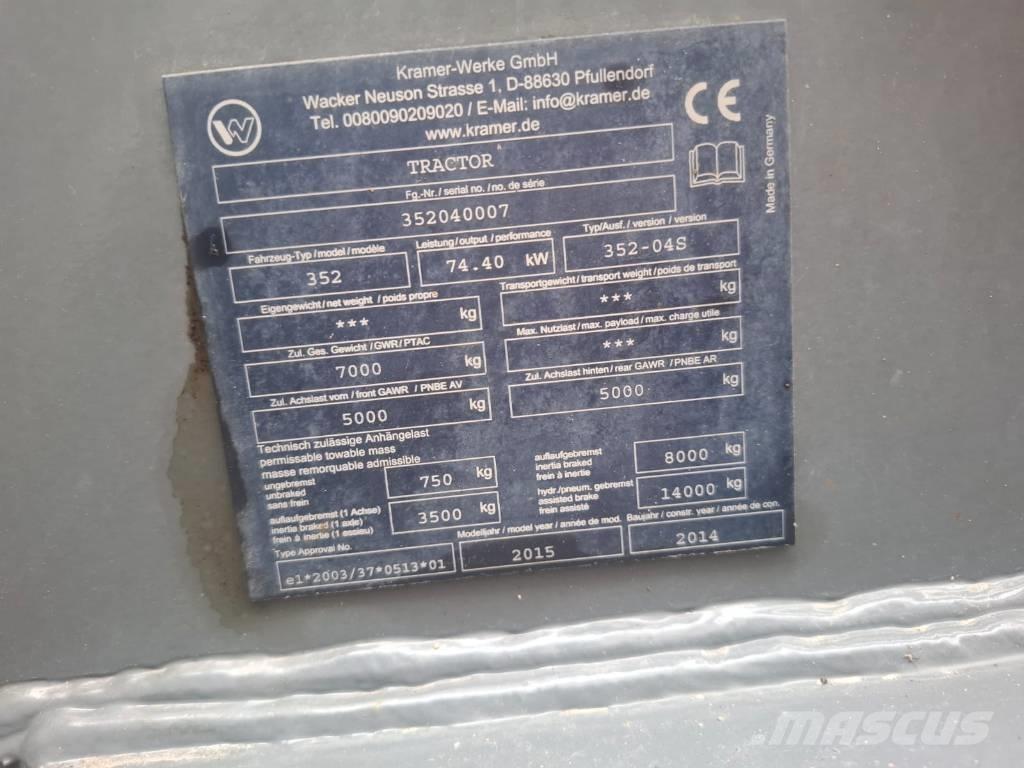 Kramer-Werke GmbH
Wacker Neuson Strasse 1, D-88630 Pfullendorf
Tel. 0080090209020 / E-Mail: info@kramer.de
www.kramer.de
W
CE
Made in Germany
TRACTOR
Fg.-Nr. / serial no. / no. de série
352040007
Fahrzeug-Typ / model / modèle
352
Leistung / output / performance
74.40 kW
Typ/Ausf. / version / version
352-04S
Eigengewicht / net weight / poids propre
*** kg
Transportgewicht / transport weight / poids de transport
*** kg
Zul. Ges. Gewicht / GWR / PTAC
7000 kg
Max. Nutzlast / max. payload / max. charge utile
*** kg
Zul. Achslast vorn / front GAWR / PNBE AV
5000 kg
Zul. Achslast hinten / rear GAWR / PNBE AR
5000 kg
Technisch zulässige Anhängelast
permissable towable mass
masse remorquable admissible
ungebremst
unbraked
sans frein
750 kg
auflaufgebremst
inertia braked
frein à inertie
8000 kg
auflaufgebremst (1 Achse)
inertia braked (1 axle)
frein à inertie (1 essieu)
3500 kg
hydr./pneum. gebremst
assisted brake
frein assisté
14000 kg
Type Approval No.
e1*2003/37*0513*01
Modelljahr / model year / année de mod.
2015
Baujahr / constr. year / année de con.
2014
MASCUS